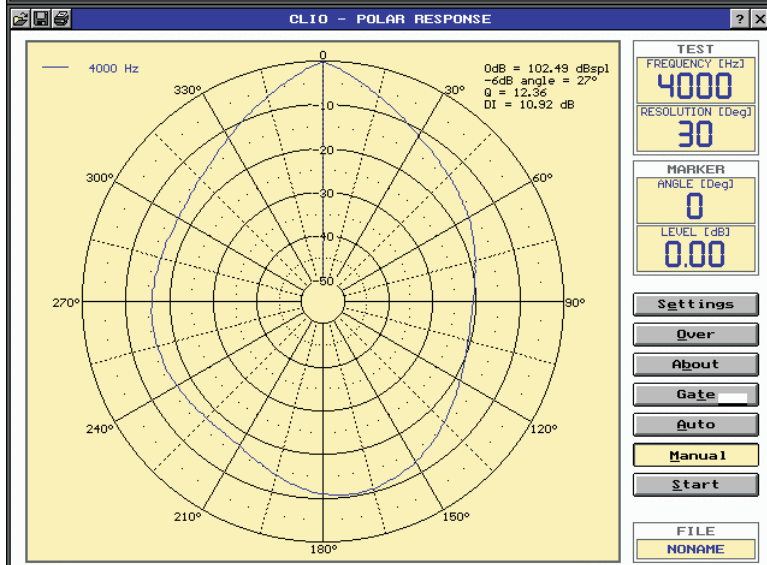 CLIO - POLAR RESPONSE
? x
4000 Hz
0dB = 102.49 dBspl
-6dB angle = 27°
Q = 12.36
DI = 10.92 dB
0
330°
30°
-10
300°
-20
60°
-30
-40
-50
270°
90°
240°
120°
210°
150°
180°
TEST
FREQUENCY [Hz]
4000
RESOLUTION [Deg]
30
MARKER
ANGLE [Deg]
0
LEVEL [dB]
0.00
Settings
Over
About
Gate
Auto
Manual
Start
FILE
NONAME